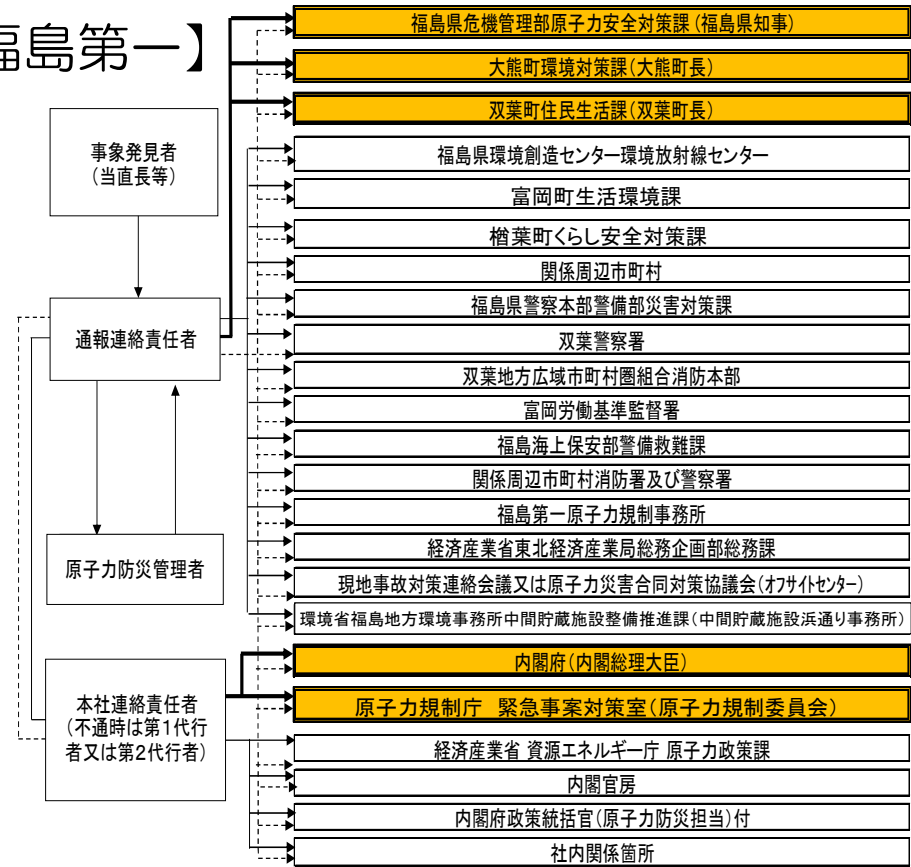 福島第一】
福島県危機管理部原子力安全対策課(福島県知事)
大熊町環境対策課(大熊町長)
双葉町住民生活課(双葉町長)
事象発見者
(当直長等)
福島県環境創造センター環境放射線センター
富岡町生活環境課
楢葉町くらし安全対策課
関係周辺市町村
福島県警察本部警備部災害対策課
通報連絡責任者
双葉警察署
双葉地方広域市町村圏組合消防本部
富岡労働基準監督署
福島海上保安部警備救難課
関係周辺市町村消防署及び警察署
福島第一原子力規制事務所
経済産業省東北経済産業局総務企画部総務課
原子力防災管理者
現地事故対策連絡会議又は原子力災害合同対策協議会(オフサイトセンター)
環境省福島地方環境事務所中間貯蔵施設整備推進課(中間貯蔵施設浜通り事務所)
内閣府(内閣総理大臣)
原子力規制庁 緊急事案対策室(原子力規制委員会)
本社連絡責任者
(不通時は第1代行
者又は第2代行者)
経済産業省 資源エネルギー庁 原子力政策課
内閣官房
内閣府政策統括官(原子力防災担当)付
社内関係箇所